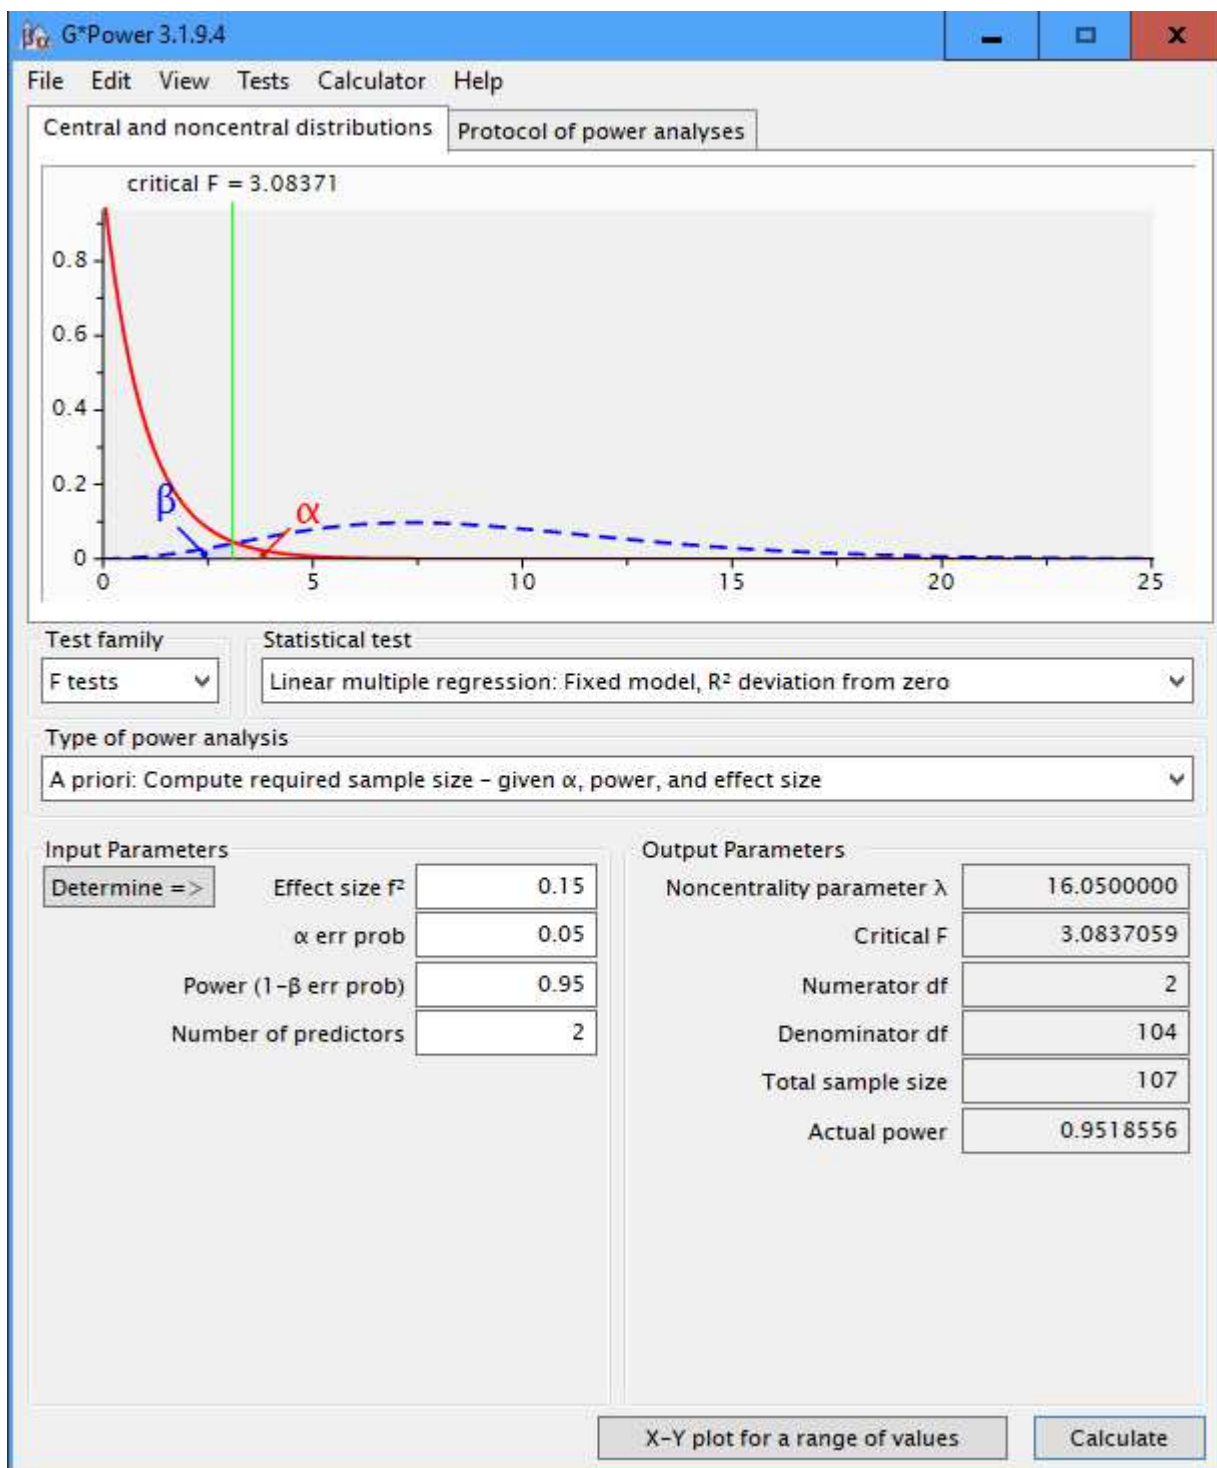 G*Power 3.1.9.4
File Edit View Tests Calculator Help
Central and noncentral distributions Protocol of power analyses
critical F = 3.08371
0.8
0.6
0.4
0.2
β α
0
0 5 10 15 20 25
Test family Statistical test
F tests Linear multiple regression: Fixed model, R² deviation from zero
Type of power analysis
A priori: Compute required sample size – given α, power, and effect size
Input Parameters Output Parameters
Determine => Effect size f² 0.15 Noncentrality parameter λ 16.0500000
α err prob 0.05 Critical F 3.0837059
Power (1-β err prob) 0.95 Numerator df 2
Number of predictors 2 Denominator df 104
Total sample size 107
Actual power 0.9518556
X-Y plot for a range of values Calculate